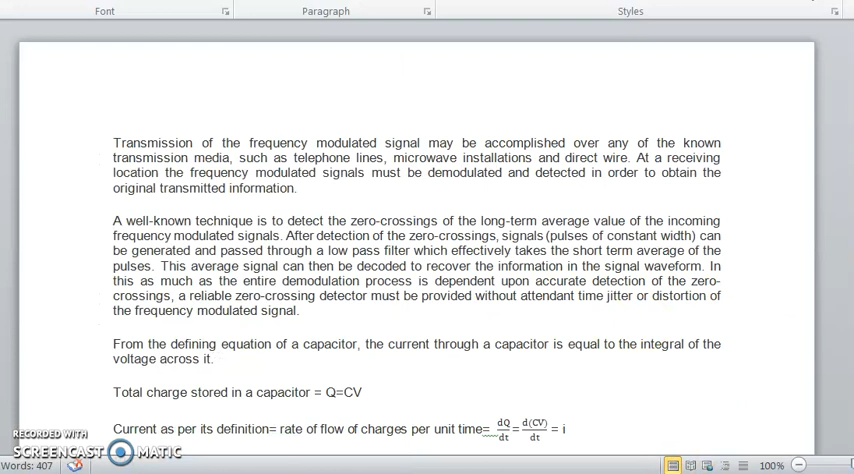 Font Paragraph Styles
Transmission of the frequency modulated signal may be accomplished over any of the known
transmission media, such as telephone lines, microwave installations and direct wire. At a receiving
location the frequency modulated signals must be demodulated and detected in order to obtain the
original transmitted information.
A well-known technique is to detect the zero-crossings of the long-term average value of the incoming
frequency modulated signals. After detection of the zero-crossings, signals (pulses of constant width) can
be generated and passed through a low pass filter which effectively takes the short term average of the
pulses. This average signal can then be decoded to recover the information in the signal waveform. In
this as much as the entire demodulation process is dependent upon accurate detection of the zero-
crossings, a reliable zero-crossing detector must be provided without attendant time jitter or distortion of
the frequency modulated signal.
From the defining equation of a capacitor, the current through a capacitor is equal to the integral of the
voltage across it.
Total charge stored in a capacitor = Q=CV
Current as per its definition= rate of flow of charges per unit time= dQ/dt = d(CV)/dt = i
RECORDED WITH
SCREENCAST MATIC
Words: 407 100%